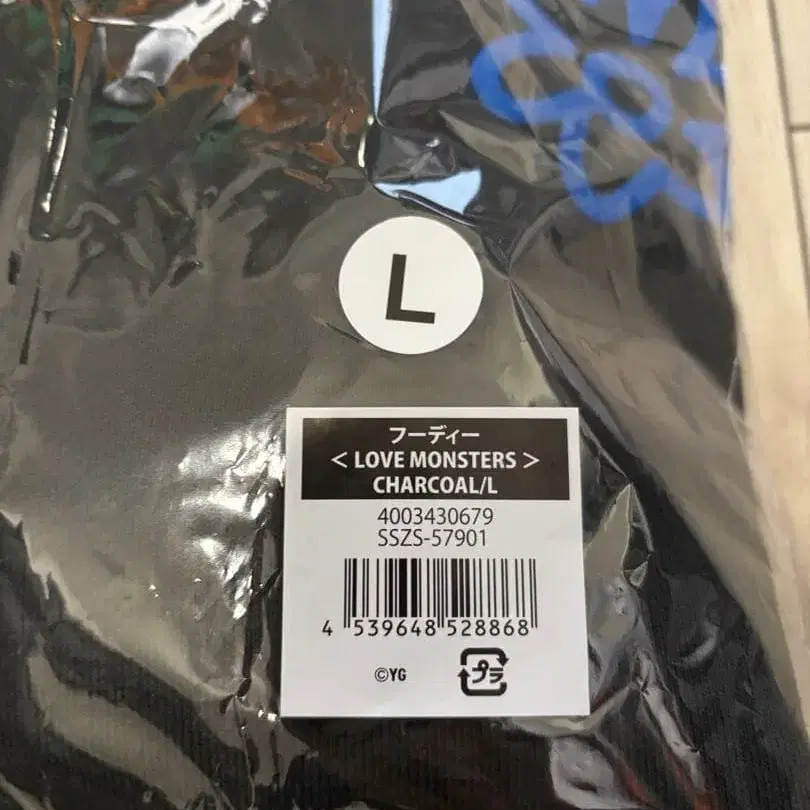 L
フーディー
< LOVE MONSTERS >
CHARCOAL/L
4003430679
SSZS-57901
4 539648 528868
©YG
プラ